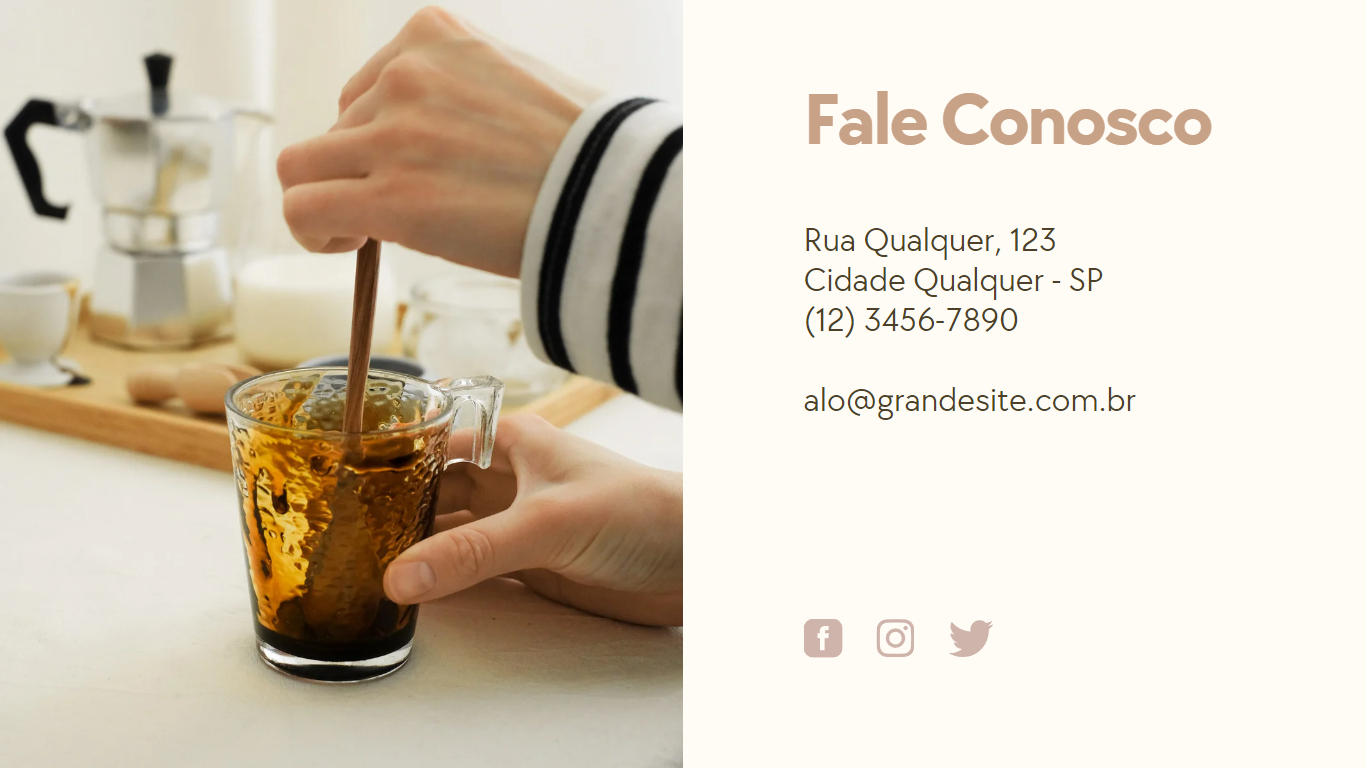 Fale Conosco
Rua Qualquer, 123
Cidade Qualquer - SP
(12) 3456-7890
alo@grandesite.com.br